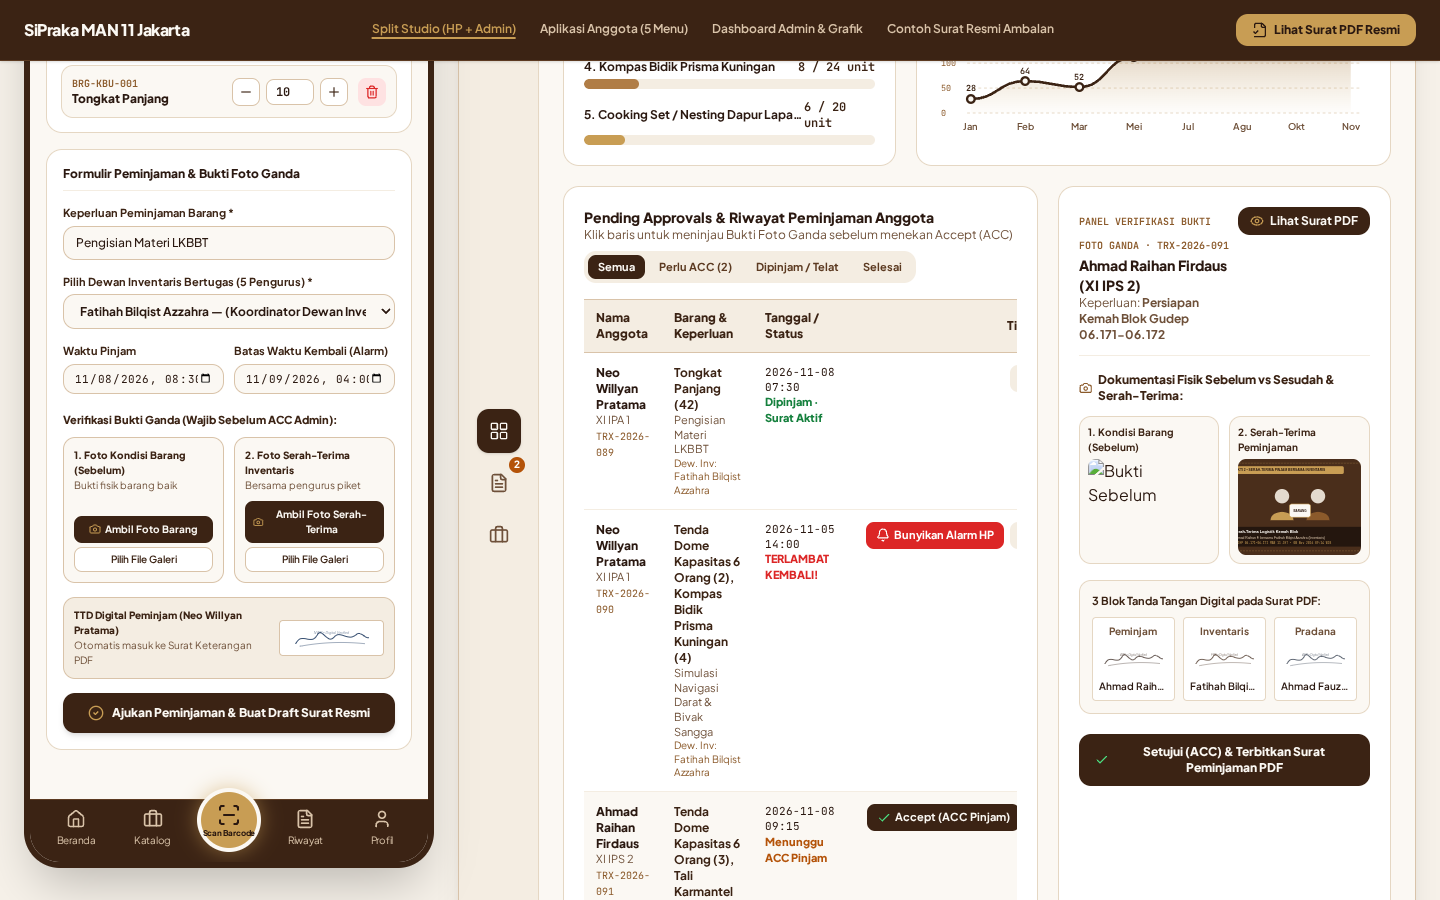 SiPraka MAN 11 Jakarta
Split Studio (HP + Admin)
Aplikasi Anggota (5 Menu)
Dashboard Admin & Grafik
Contoh Surat Resmi Ambalan
Lihat Surat PDF Resmi
BRG-KBU-001
Tongkat Panjang
10
Formulir Peminjaman & Bukti Foto Ganda
Keperluan Peminjaman Barang *
Pengisian Materi LKBBT
Pilih Dewan Inventaris Bertugas (5 Pengurus) *
Fatihah Bilqist Azzahra — (Koordinator Dewan Inve
Waktu Pinjam
Batas Waktu Kembali (Alarm)
11/08/2026, 08:30
11/09/2026, 04:00
Verifikasi Bukti Ganda (Wajib Sebelum ACC Admin):
1. Foto Kondisi Barang
(Sebelum)
Bukti fisik barang baik
Ambil Foto Barang
Pilih File Galeri
2. Foto Serah-Terima
Inventaris
Bersama pengurus piket
Ambil Foto Serah-
Terima
Pilih File Galeri
TTD Digital Peminjam (Neo Willyan
Pratama)
Otomatis masuk ke Surat Keterangan
PDF
Ajukan Peminjaman & Buat Draft Surat Resmi
Beranda
Katalog
Scan Barcode
Riwayat
Profil
2
4. Kompas Bidik Prisma Kuningan
8 / 24 unit
5. Cooking Set / Nesting Dapur Lapa...
6 / 20
unit
100
50
0
28
64
52
Jan
Feb
Mar
Mei
Jul
Agu
Okt
Nov
Pending Approvals & Riwayat Peminjaman Anggota
Klik baris untuk meninjau Bukti Foto Ganda sebelum menekan Accept (ACC)
Semua
Perlu ACC (2)
Dipinjam / Telat
Selesai
Nama
Anggota
Barang &
Keperluan
Tanggal /
Status
Ti
Neo
Willyan
Pratama
XI IPA 1
TRX-2026-
089
Tongkat
Panjang
(42)
Pengisian
Materi
LKBBT
Dew. Inv:
Fatihah Bilqist
Azzahra
2026-11-08
07:30
Dipinjam ·
Surat Aktif
Neo
Willyan
Pratama
XI IPA 1
TRX-2026-
090
Tenda
Dome
Kapasitas 6
Orang (2),
Kompas
Bidik
Prisma
Kuningan
(4)
Simulasi
Navigasi
Darat &
Bivak
Sangga
Dew. Inv:
Fatihah Bilqist
Azzahra
2026-11-05
14:00
TERLAMBAT
KEMBALI!
Bunyikan Alarm HP
Ahmad
Raihan
Firdaus
XI IPS 2
TRX-2026-
091
Tenda
Dome
Kapasitas 6
Orang (3),
Tali
Karmantel
2026-11-08
09:15
Menunggu
ACC Pinjam
Accept (ACC Pinjam)
PANEL VERIFIKASI BUKTI
FOTO GANDA · TRX-2026-091
Lihat Surat PDF
Ahmad Raihan Firdaus
(XI IPS 2)
Keperluan: Persiapan
Kemah Blok Gudep
06.171-06.172
Dokumentasi Fisik Sebelum vs Sesudah &
Serah-Terima:
1. Kondisi Barang
(Sebelum)
Bukti
Sebelum
2. Serah-Terima
Peminjaman
BARANG
3 Blok Tanda Tangan Digital pada Surat PDF:
Peminjam
Ahmad Raih...
Inventaris
Fatihah Bilqi...
Pradana
Ahmad Fauz...
Setujui (ACC) & Terbitkan Surat
Peminjaman PDF